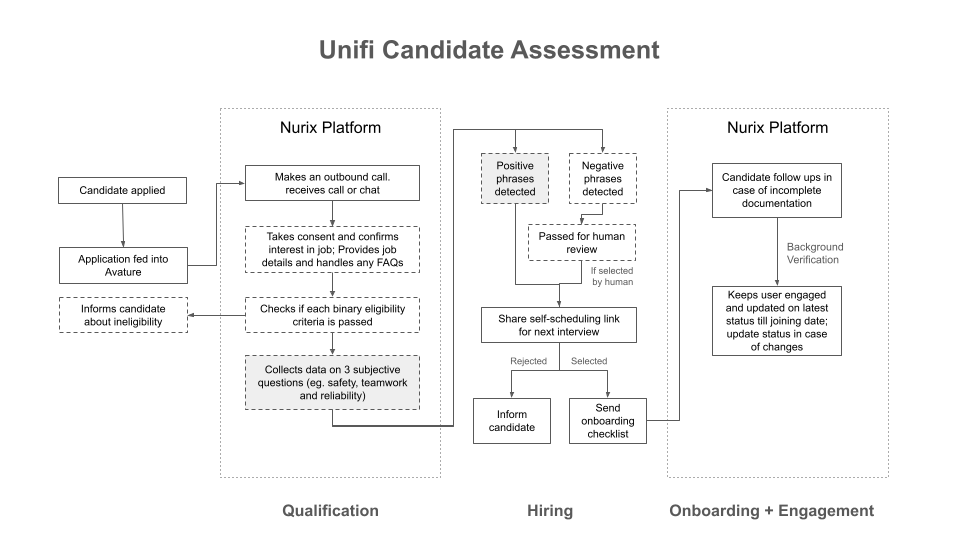 Unifi Candidate Assessment
Candidate applied
Application fed into
Avature
Informs candidate
about ineligibility
Nurix Platform
Makes an outbound call.
receives call or chat
Takes consent and confirms
interest in job; Provides job
details and handles any FAQs
Checks if each binary eligibility
criteria is passed
Collects data on 3 subjective
questions (eg. safety, teamwork
and reliability)
Positive
phrases
detected
Negative
phrases
detected
Passed for human
review
If selected
by human
Share self-scheduling link
for next interview
Rejected
Selected
Inform
candidate
Send
onboarding
checklist
Nurix Platform
Candidate follow ups in
case of incomplete
documentation
Background
Verification
Keeps user engaged
and updated on latest
status till joining date;
update status in case
of changes
Qualification
Hiring
Onboarding + Engagement